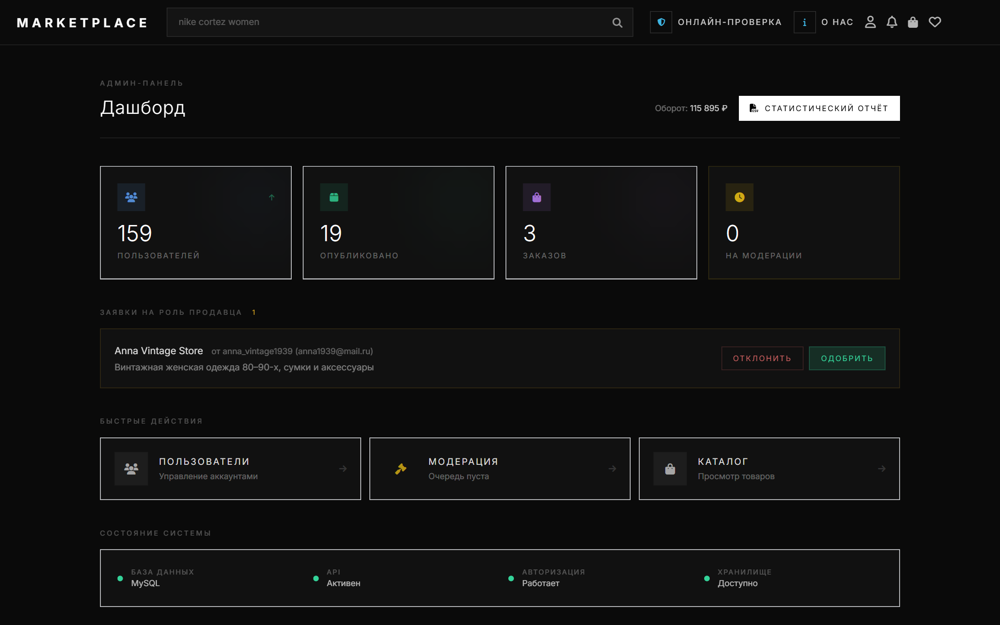 MARKETPLACE
nike cortez women
ОНЛАЙН-ПРОВЕРКА
О НАС
АДМИН-ПАНЕЛЬ
Дашборд
Оборот: 115 895 ₽
CSV СТАТИСТИЧЕСКИЙ ОТЧЁТ
159
ПОЛЬЗОВАТЕЛЕЙ
19
ОПУБЛИКОВАНО
3
ЗАКАЗОВ
0
НА МОДЕРАЦИИ
ЗАЯВКИ НА РОЛЬ ПРОДАВЦА 1
Anna Vintage Store от anna_vintage1939 (anna1939@mail.ru)
Винтажная женская одежда 80–90-х, сумки и аксессуары
ОТКЛОНИТЬ
ОДОБРИТЬ
БЫСТРЫЕ ДЕЙСТВИЯ
ПОЛЬЗОВАТЕЛИ
Управление аккаунтами
МОДЕРАЦИЯ
Очередь пуста
КАТАЛОГ
Просмотр товаров
СОСТОЯНИЕ СИСТЕМЫ
БАЗА ДАННЫХ
MySQL
API
Активен
АВТОРИЗАЦИЯ
Работает
ХРАНИЛИЩЕ
Доступно